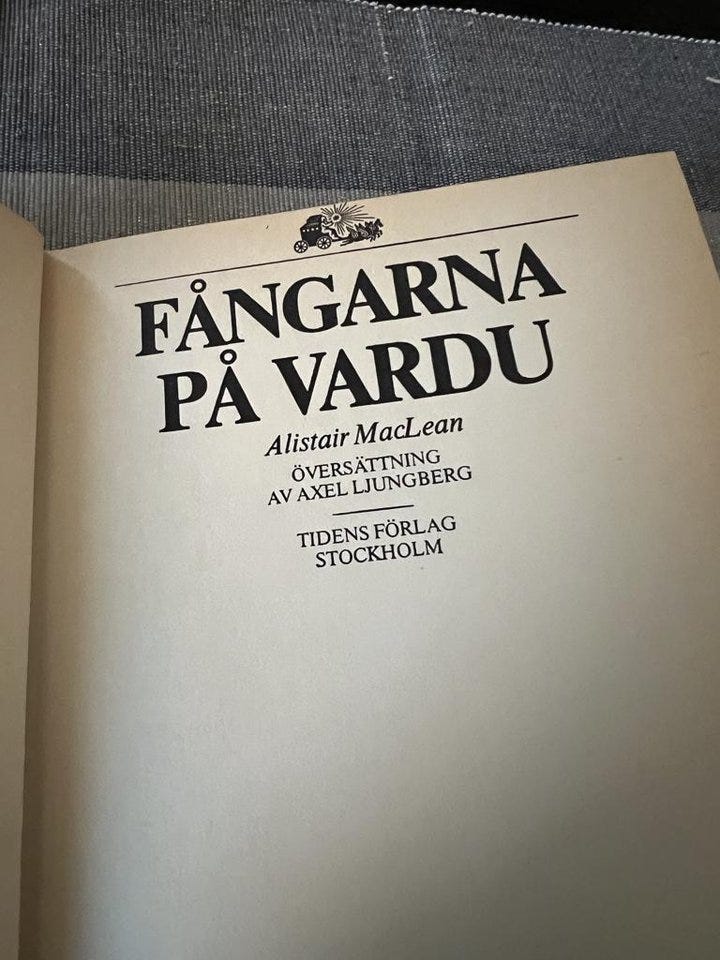 FÅNGARNA
PÅ VARDU
Alistair MacLean
ÖVERSÄTTNING
AV AXEL LJUNGBERG
TIDENS FÖRLAG
STOCKHOLM